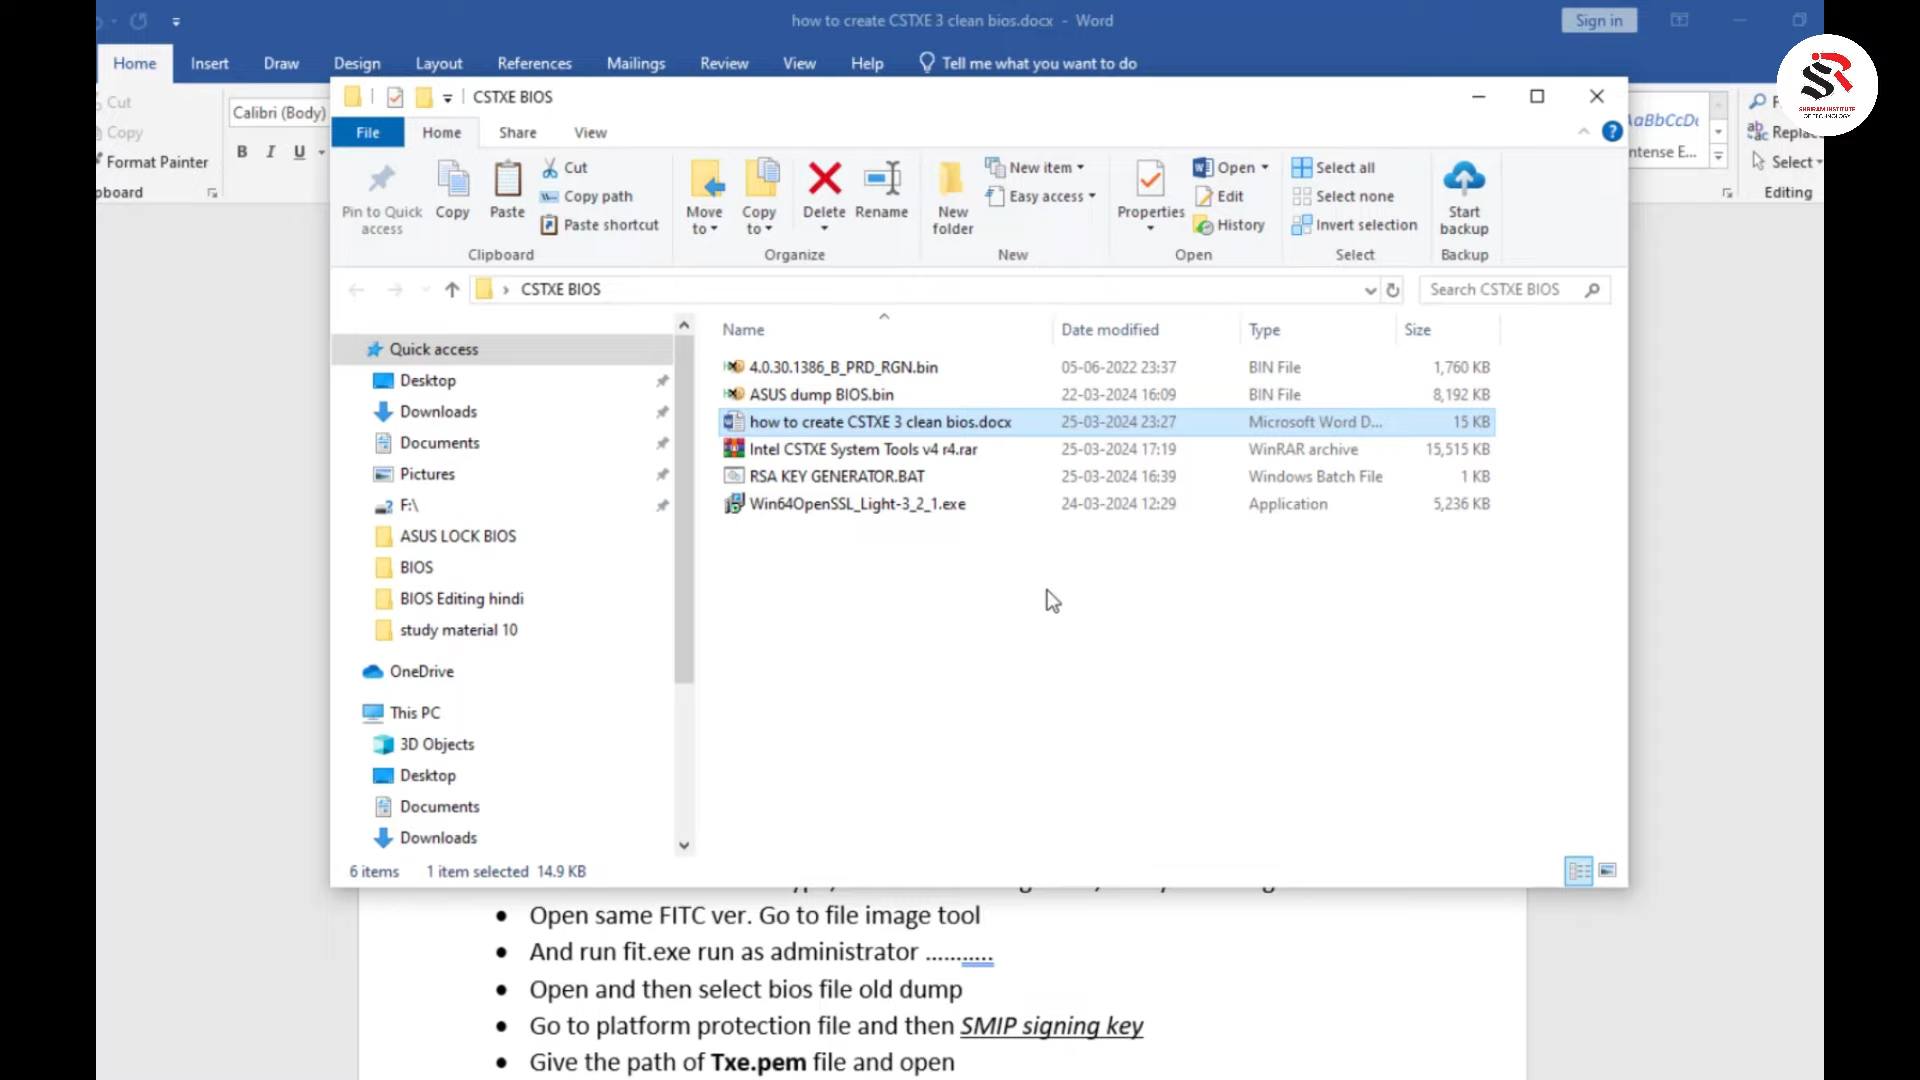 how to create CSTXE 3 clean bios.docx - Word
Sign in
Home Insert Draw Design Layout References Mailings Review View Help Tell me what you want to do
SHRIRAM INSTITUTE
OF TECHNOLOGY
Cut
Copy
Format Painter
Calibri (Body)
B I U
AaBbCcDc
Select
Editing
CSTXE BIOS
File Home Share View
Pin to Quick access
Copy
Paste
Cut
Copy path
Paste shortcut
Clipboard
Move to
Copy to
Delete
Rename
Organize
New folder
New item
Easy access
New
Properties
Open
Edit
History
Open
Select all
Select none
Invert selection
Select
Start backup
Backup
CSTXE BIOS
Search CSTXE BIOS
Name Date modified Type Size
4.0.30.1386_B_PRD_RGN.bin 05-06-2022 23:37 BIN File 1,760 KB
ASUS dump BIOS.bin 22-03-2024 16:09 BIN File 8,192 KB
how to create CSTXE 3 clean bios.docx 25-03-2024 23:27 Microsoft Word D... 15 KB
Intel CSTXE System Tools v4 r4.rar 25-03-2024 17:19 WinRAR archive 15,515 KB
RSA KEY GENERATOR.BAT 25-03-2024 16:39 Windows Batch File 1 KB
Win64OpenSSL_Light-3_2_1.exe 24-03-2024 12:29 Application 5,236 KB
Quick access
Desktop
Downloads
Documents
Pictures
F:\
ASUS LOCK BIOS
BIOS
BIOS Editing hindi
study material 10
OneDrive
This PC
3D Objects
Desktop
Documents
Downloads
6 items 1 item selected 14.9 KB
• Open same FITC ver. Go to file image tool
• And run fit.exe run as administrator ...........
• Open and then select bios file old dump
• Go to platform protection file and then SMIP signing key
• Give the path of Txe.pem file and open